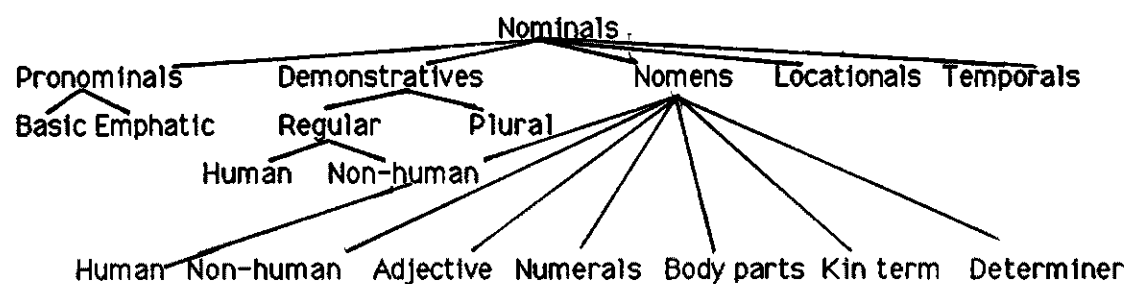 Nominals
Pronominals Demonstratives Nomens Locationals Temporals
Basic Emphatic Regular Plural
Human Non-human
Human Non-human Adjective Numerals Body parts Kin term Determiner